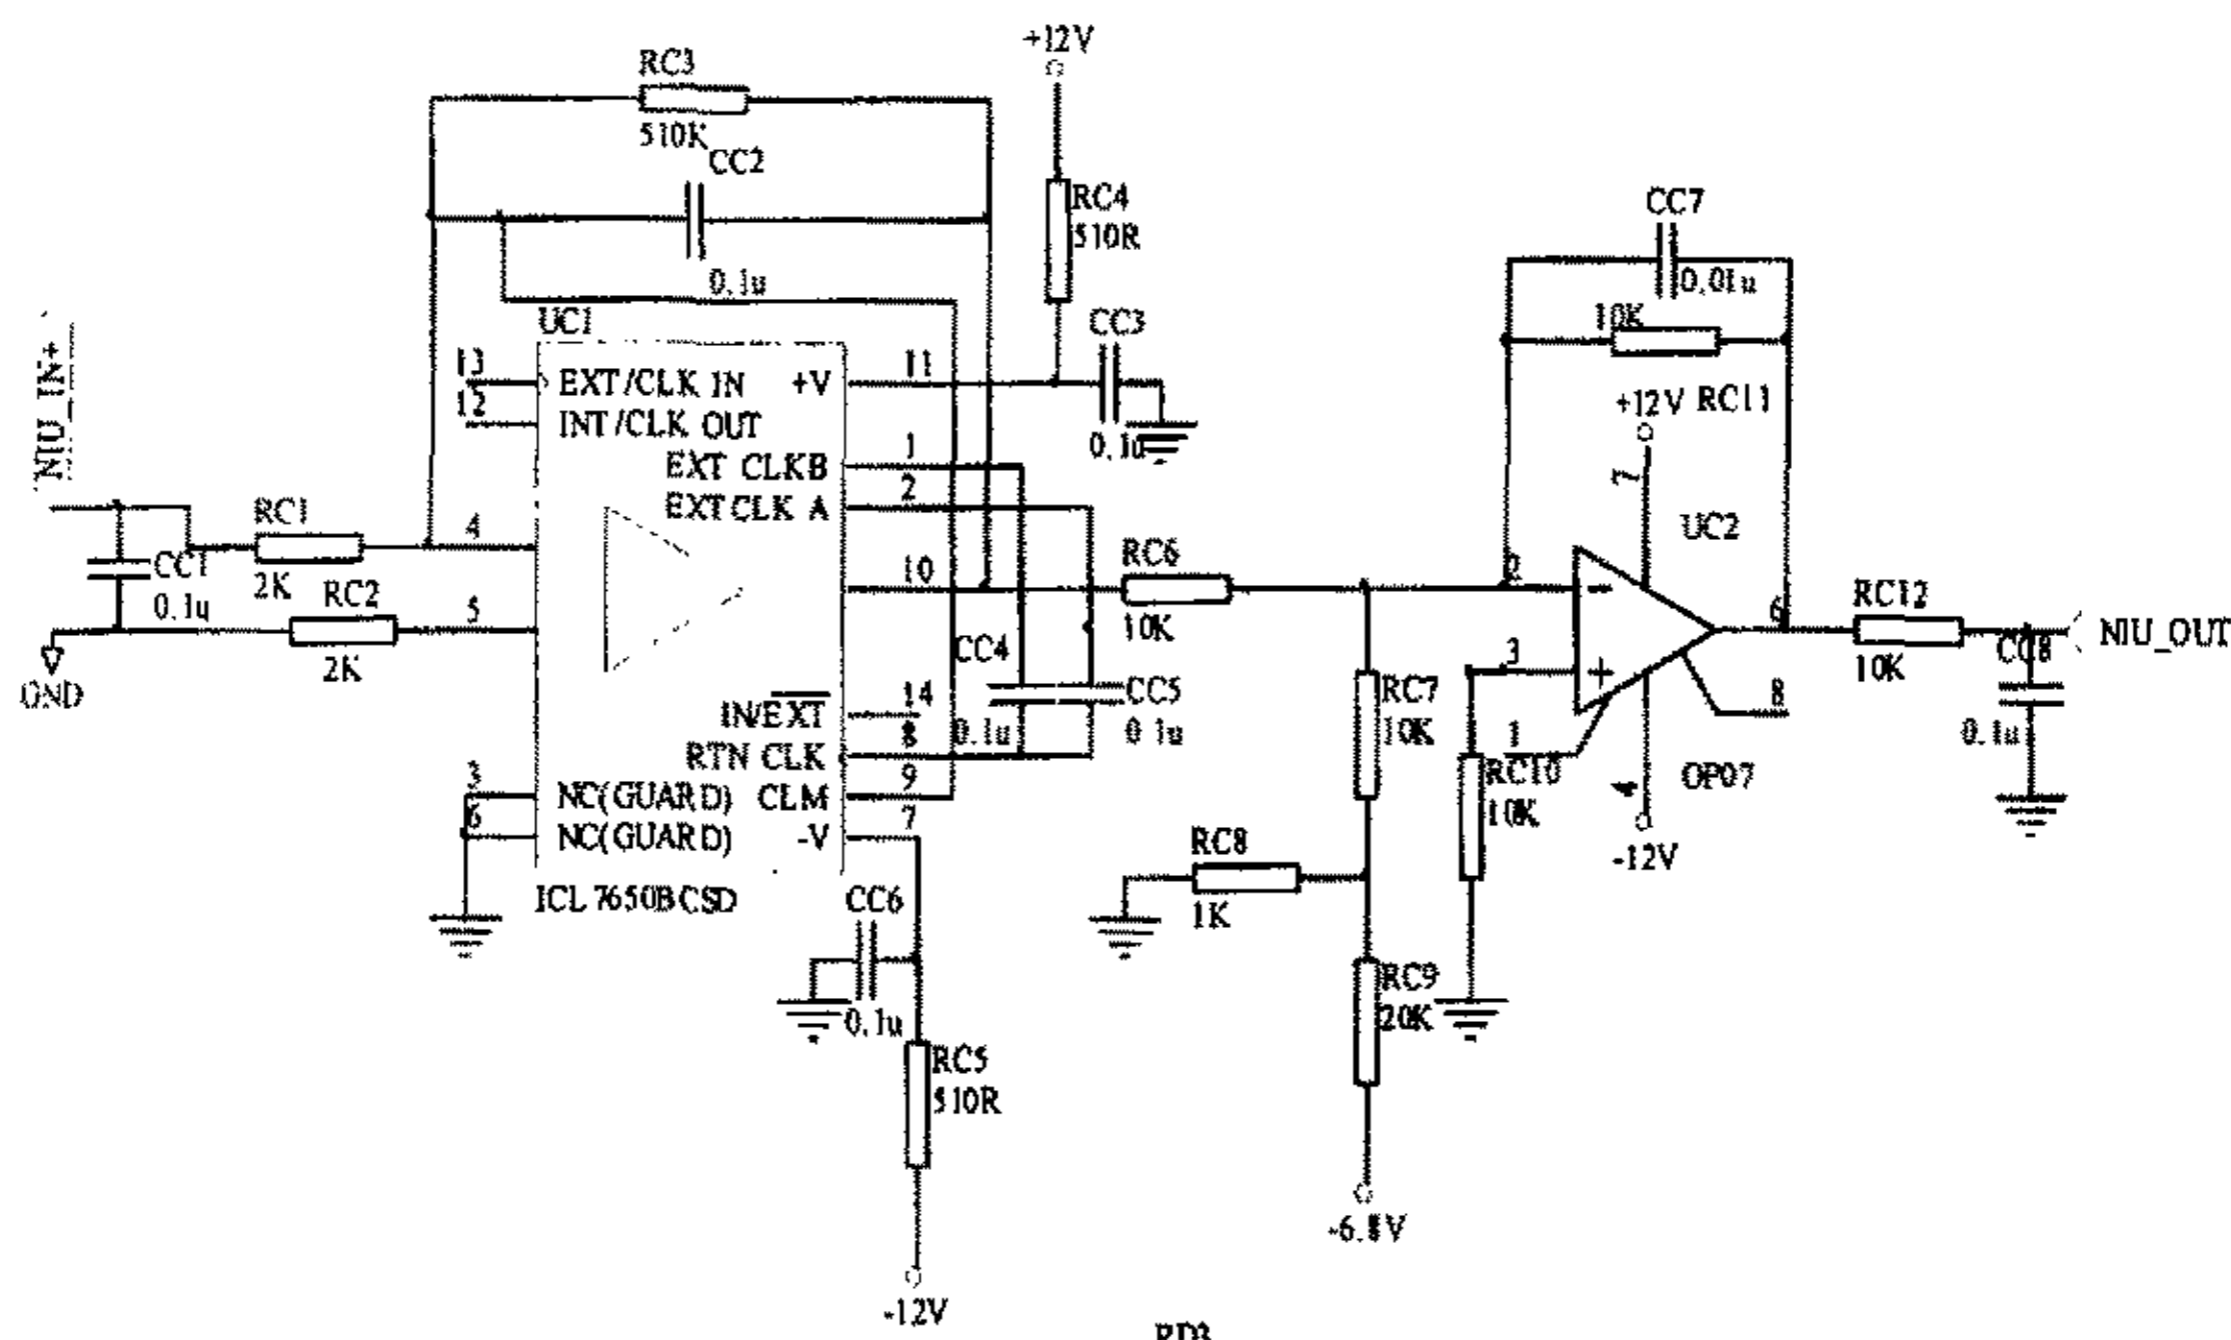 +12V
RC3
510K
CC2
0.1u
RC4
510R
CC7
0.01u
10K
RC11
+12V
7
UC1
CC3
0.1u
NIU_IN+
13
EXT/CLK IN
+V
11
12
INT/CLK OUT
EXT CLKB
1
EXT CLK A
2
RC1
2K
4
CC1
0.1u
RC2
2K
5
GND
10
RC6
10K
2
UC2
6
RC12
10K
NIU_OUT
CC8
0.1u
3
8
1
4
OP07
-12V
CC4
0.1u
CC5
0.1u
IN/EXT
14
RTN CLK
8
3
NC(GUARD)
CLM
9
6
NC(GUARD)
-V
7
ICL7650BCSD
RC7
10K
RC10
10K
RC8
1K
CC6
0.1u
RC9
20K
RC5
510R
-12V
RD3